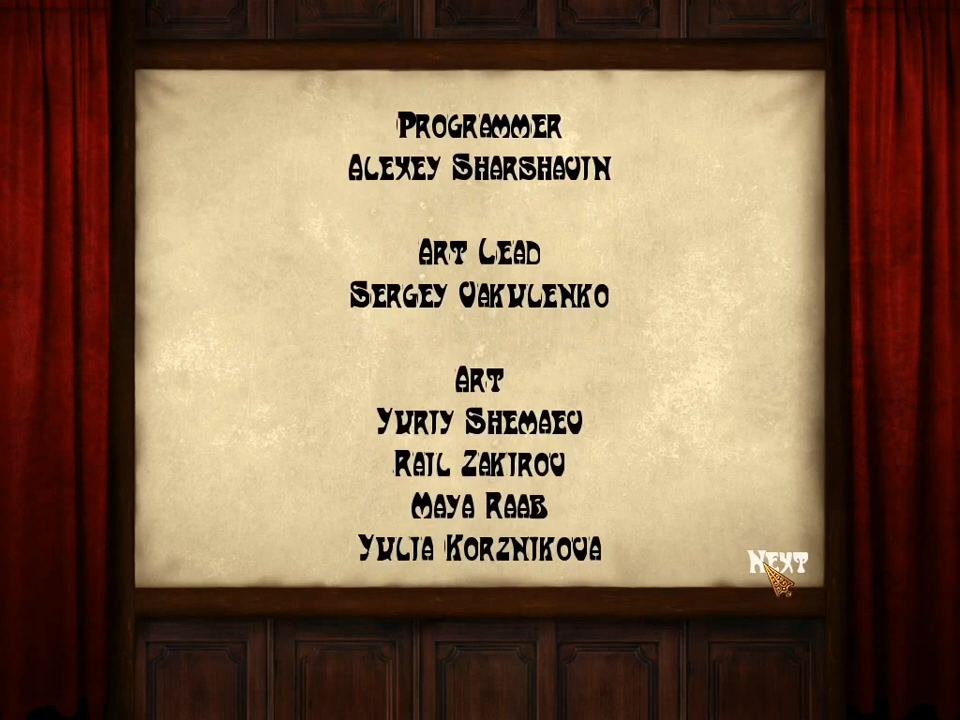 Programmer
Alexey Sharshavin
Art Lead
Sergey Vakulenko
Art
Yuriy Shemaev
Rail Zakirov
Maya Raab
Yulia Korznikova
Next